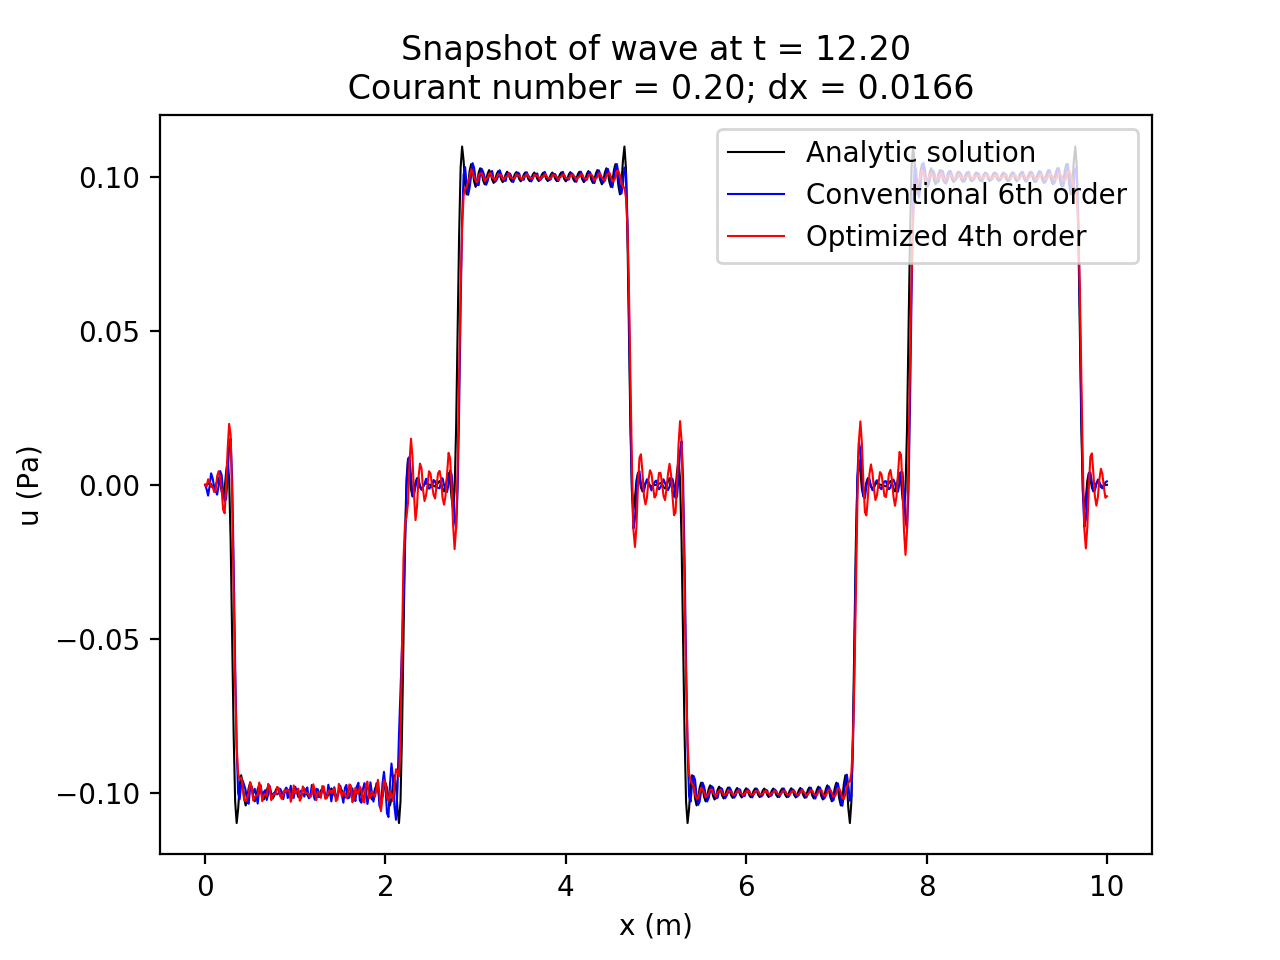 Snapshot of wave at t = 12.20
Courant number = 0.20; dx = 0.0166
Analytic solution
Conventional 6th order
Optimized 4th order
u (Pa)
0.10
0.05
0.00
−0.05
−0.10
0 2 4 6 8 10
x (m)